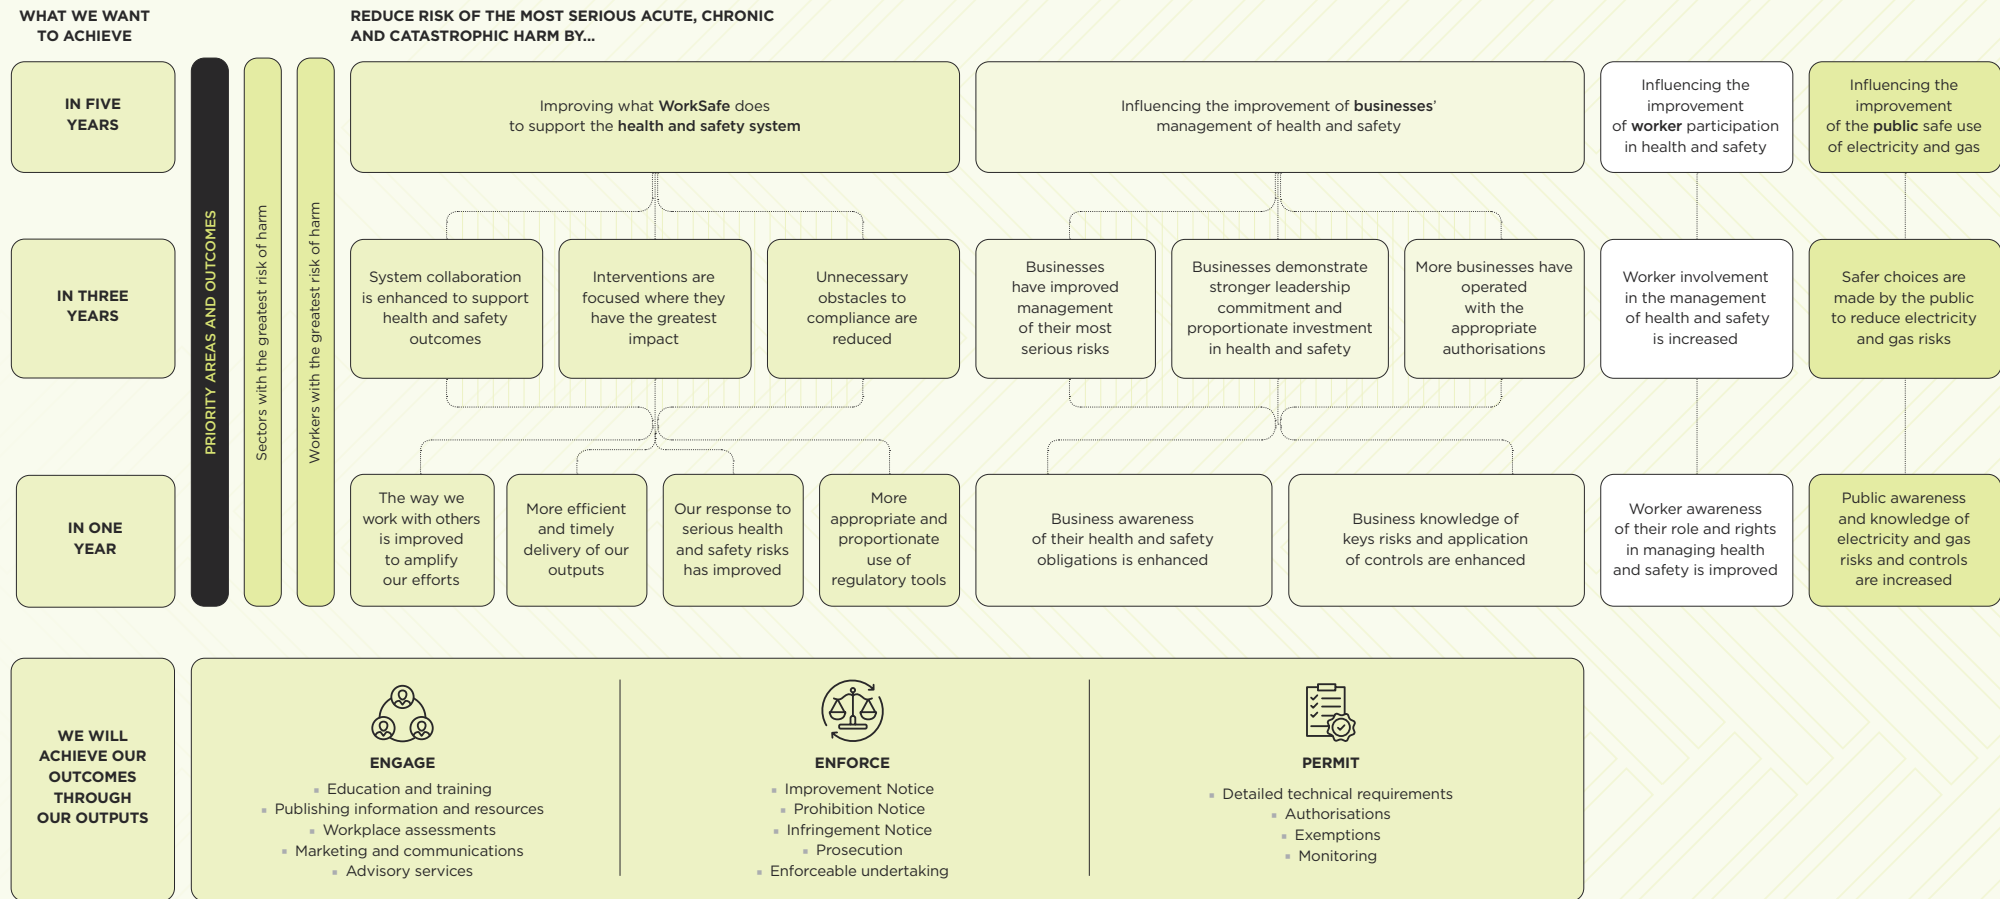 WHAT WE WANT
TO ACHIEVE
REDUCE RISK OF THE MOST SERIOUS ACUTE, CHRONIC
AND CATASTROPHIC HARM BY...
IN FIVE
YEARS
PRIORITY AREAS AND OUTCOMES
Sectors with the greatest risk of harm
Workers with the greatest risk of harm
Improving what WorkSafe does
to support the health and safety system
Influencing the improvement of businesses'
management of health and safety
Influencing the
improvement
of worker participation
in health and safety
Influencing the
improvement
of the public safe use
of electricity and gas
IN THREE
YEARS
System collaboration
is enhanced to support
health and safety
outcomes
Interventions are
focused where they
have the greatest
impact
Unnecessary
obstacles to
compliance are
reduced
Businesses
have improved
management
of their most
serious risks
Businesses demonstrate
stronger leadership
commitment and
proportionate investment
in health and safety
More businesses have
operated
with the
appropriate
authorisations
Worker involvement
in the management
of health and safety
is increased
Safer choices are
made by the public
to reduce electricity
and gas risks
IN ONE
YEAR
The way we
work with others
is improved
to amplify
our efforts
More efficient
and timely
delivery of our
outputs
Our response to
serious health
and safety risks
has improved
More
appropriate and
proportionate
use of
regulatory tools
Business awareness
of their health and safety
obligations is enhanced
Business knowledge of
keys risks and application
of controls are enhanced
Worker awareness
of their role and rights
in managing health
and safety is improved
Public awareness
and knowledge of
electricity and gas
risks and controls
are increased
WE WILL
ACHIEVE OUR
OUTCOMES
THROUGH
OUR OUTPUTS
ENGAGE
▪ Education and training
▪ Publishing information and resources
▪ Workplace assessments
▪ Marketing and communications
▪ Advisory services
ENFORCE
▪ Improvement Notice
▪ Prohibition Notice
▪ Infringement Notice
▪ Prosecution
▪ Enforceable undertaking
PERMIT
▪ Detailed technical requirements
▪ Authorisations
▪ Exemptions
▪ Monitoring